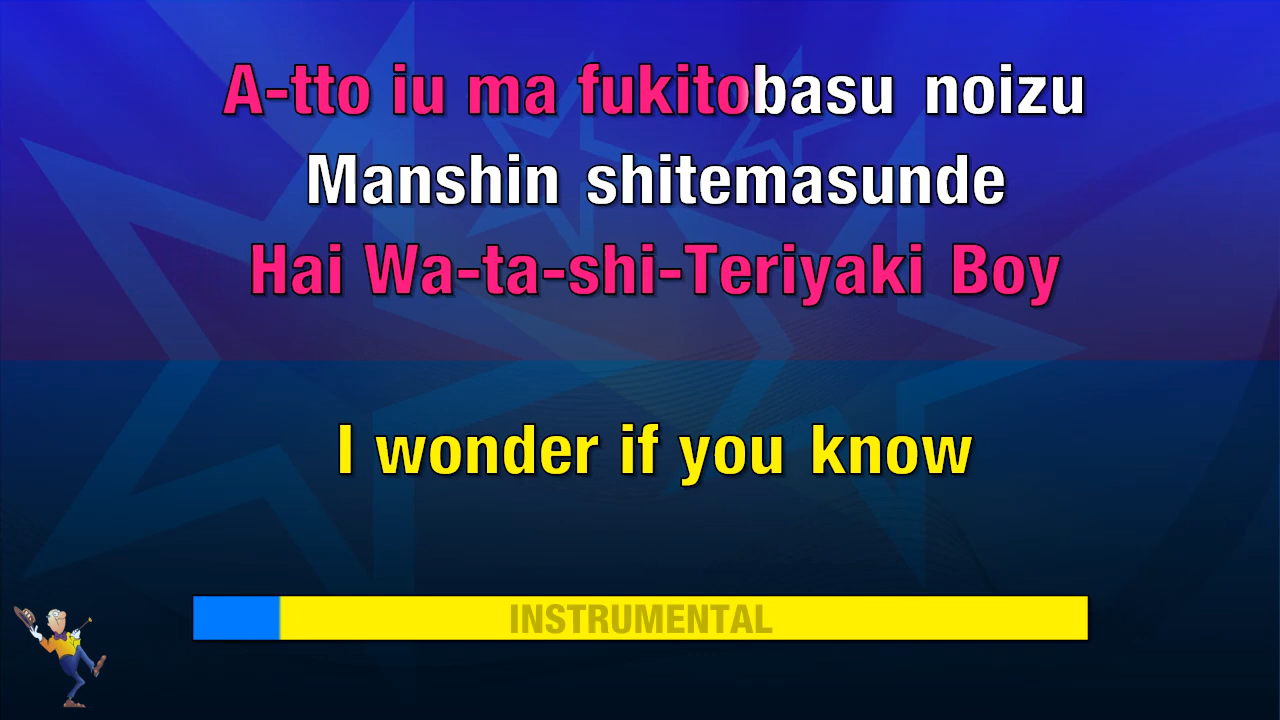 A-tto iu ma fukitobasu noizu
Manshin shitemasunde
Hai Wa-ta-shi-Teriyaki Boy
I wonder if you know
INSTRUMENTAL